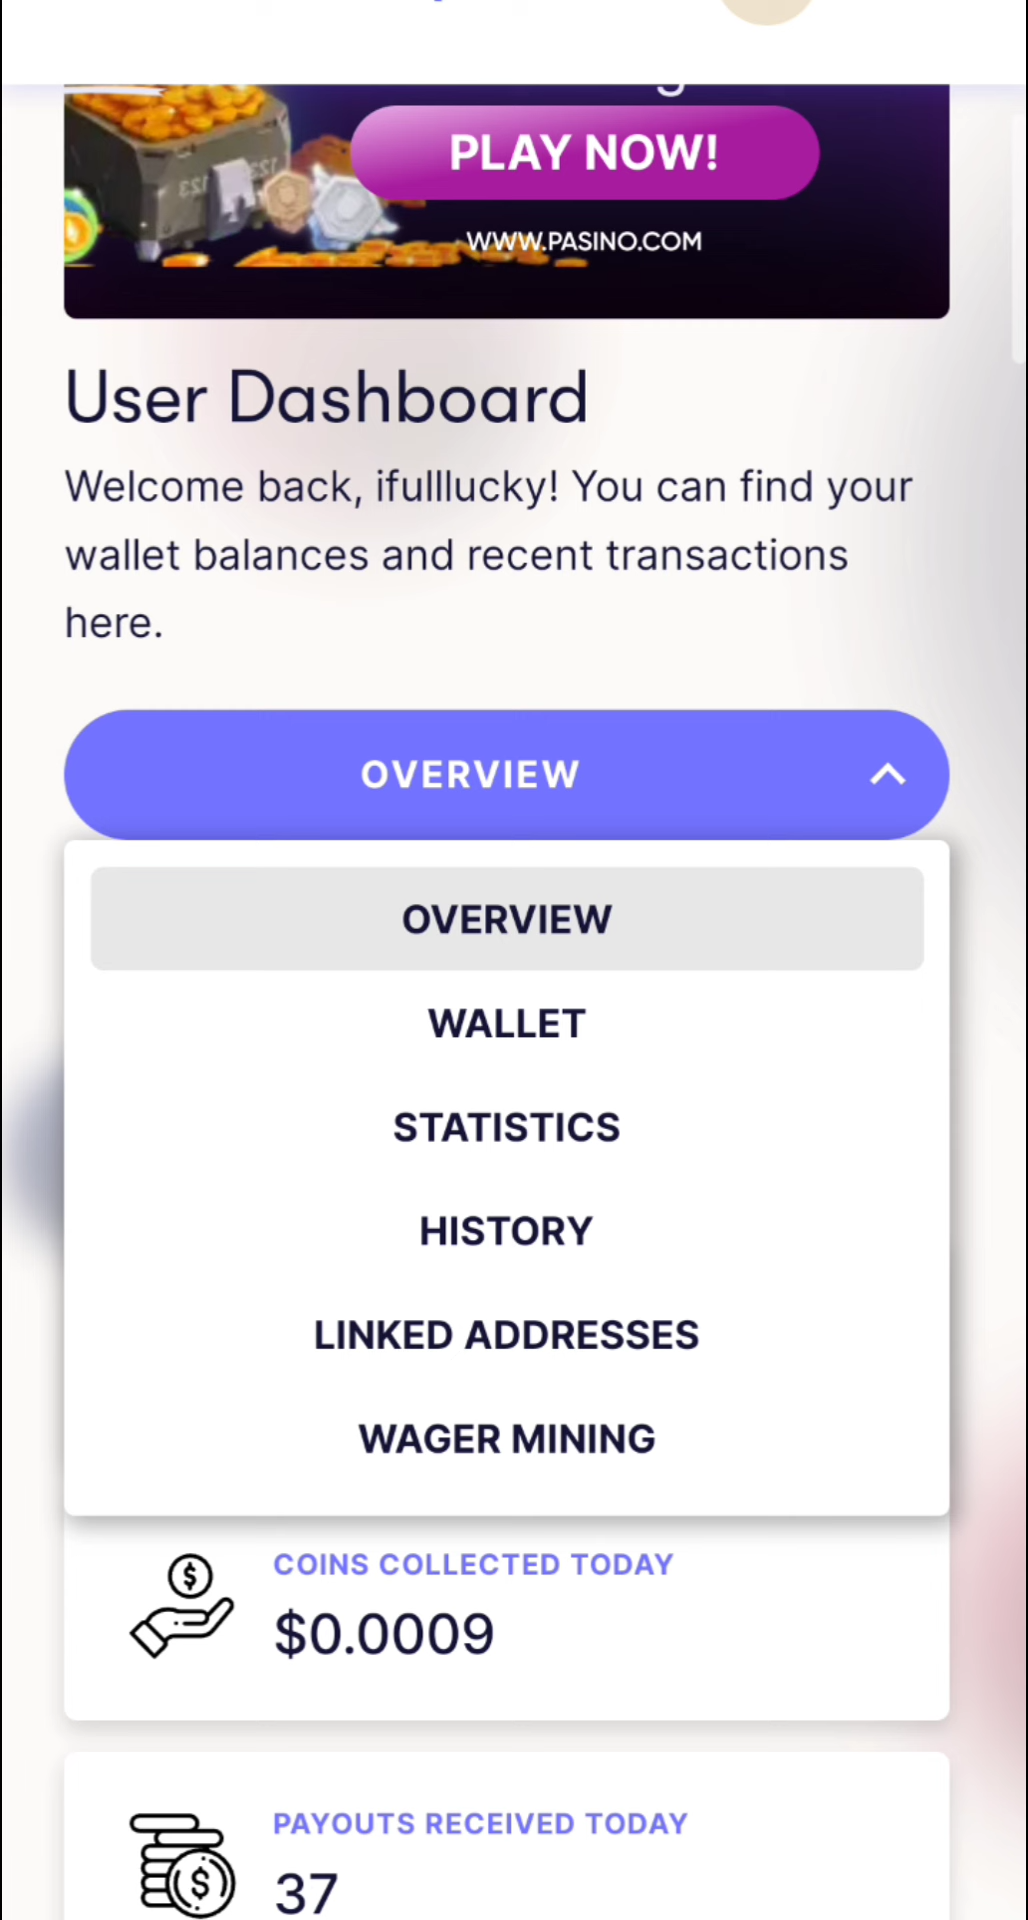 PLAY NOW!
WWW.PASINO.COM
User Dashboard
Welcome back, ifulllucky! You can find your
wallet balances and recent transactions
here.
OVERVIEW
OVERVIEW
WALLET
STATISTICS
HISTORY
LINKED ADDRESSES
WAGER MINING
COINS COLLECTED TODAY
$0.0009
PAYOUTS RECEIVED TODAY
37